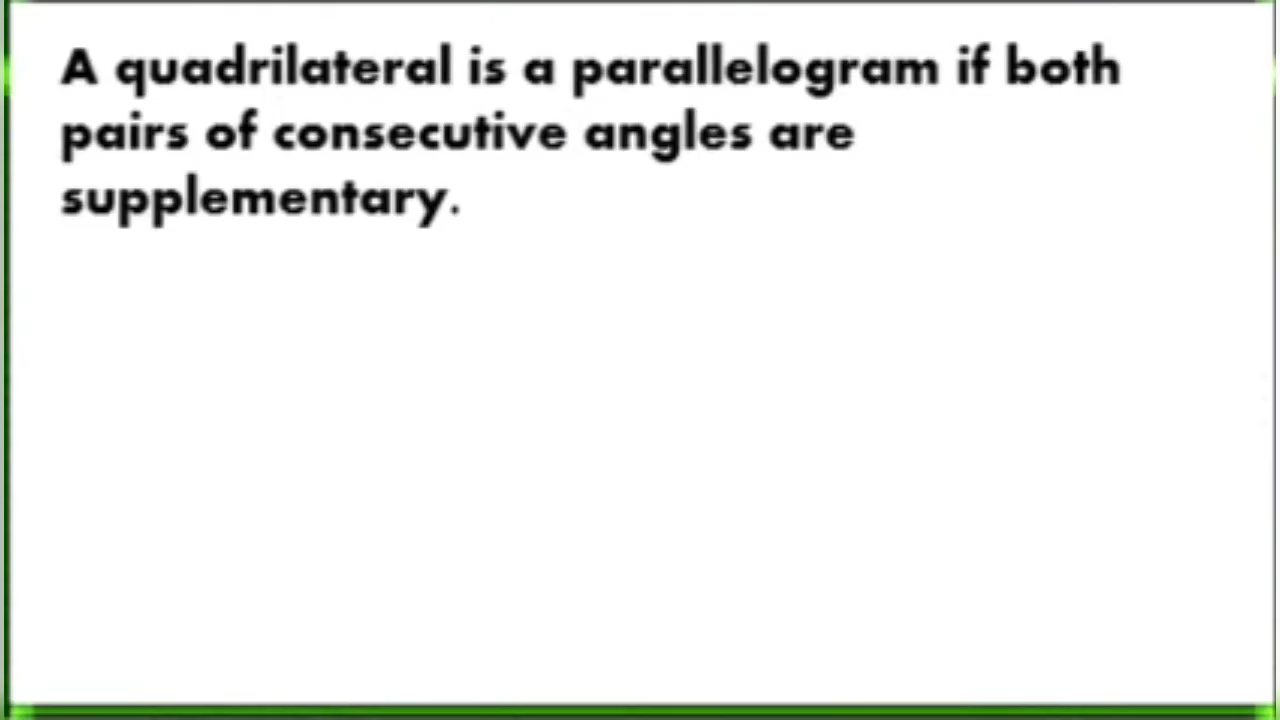 A quadrilateral is a parallelogram if both
pairs of consecutive angles are
supplementary.